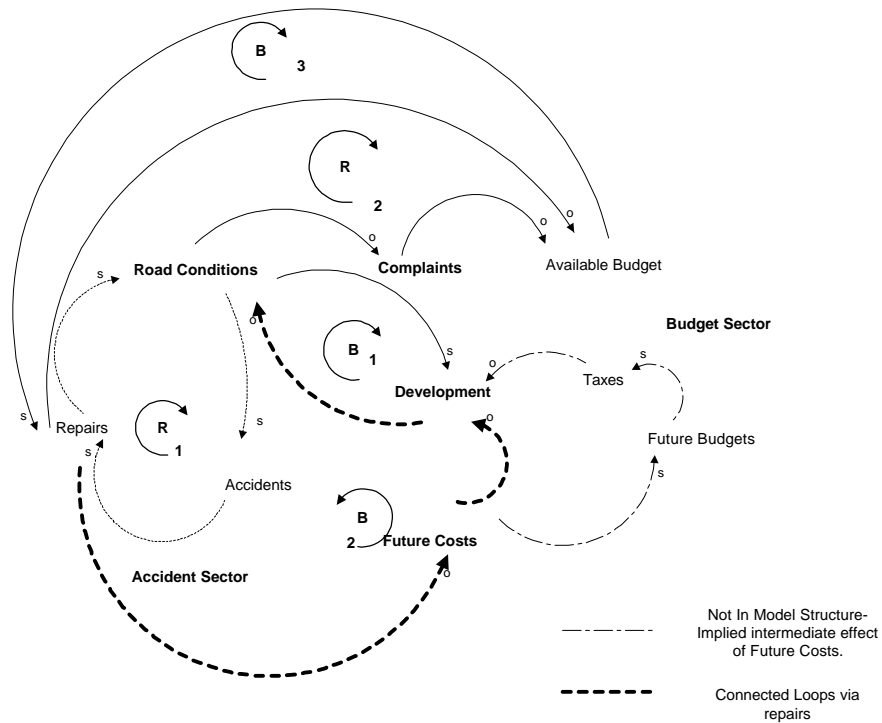 B
3
R
2
o
o
o
Road Conditions
Complaints
Available Budget
s
o
Budget Sector
B
1
s
o
s
Development
Taxes
s
Repairs
R
1
s
s
o
Future Budgets
s
Accidents
B
2
Future Costs
o
Accident Sector
Not In Model Structure-
Implied intermediate effect
of Future Costs.
Connected Loops via
repairs